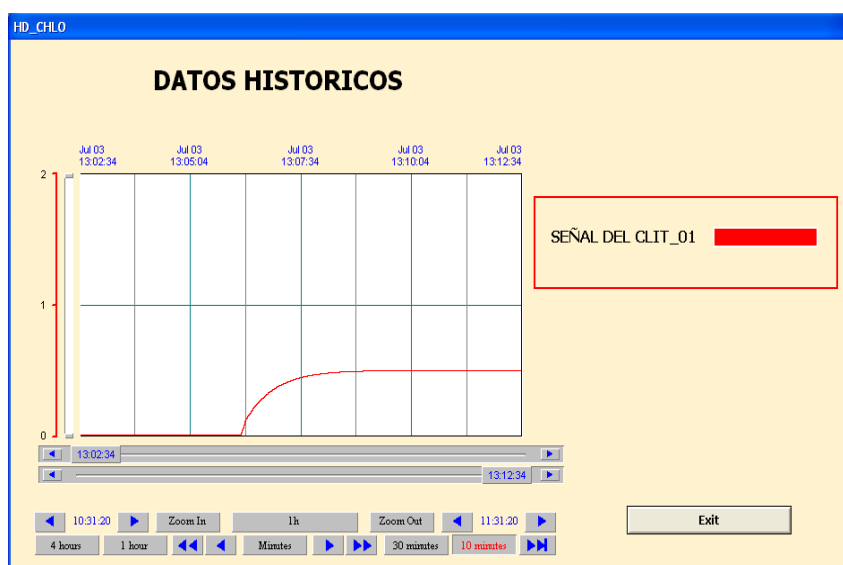 HD_CHLO
DATOS HISTORICOS
Jul 03 Jul 03 Jul 03 Jul 03 Jul 03
13:02:34 13:05:04 13:07:34 13:10:04 13:12:34
2
SEÑAL DEL CLIT_01
1
0
13:02:34
13:12:34
10:31:20 Zoom In 1h Zoom Out 11:31:20
Exit
4 hours 1 hour Minutes 30 minutes 10 minutes